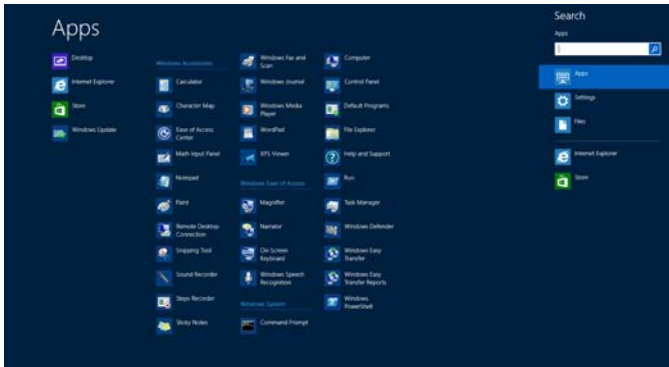 Apps
Desktop
Internet Explorer
Store
Windows Update
Windows Accessories
Calculator
Character Map
Ease of Access
Center
Math Input Panel
Notepad
Paint
Remote Desktop
Connection
Snipping Tool
Sound Recorder
Steps Recorder
Sticky Notes
Windows Fax and
Scan
Windows Journal
Windows Media
Player
WordPad
XPS Viewer
Windows Ease of Access
Magnifier
Narrator
On-Screen
Keyboard
Windows Speech
Recognition
Windows System
Command Prompt
Computer
Control Panel
Default Programs
File Explorer
Help and Support
Run
Task Manager
Windows Defender
Windows Easy
Transfer
Windows Easy
Transfer Reports
Windows
PowerShell
Search
Apps
Apps
Settings
Files
Internet Explorer
Store